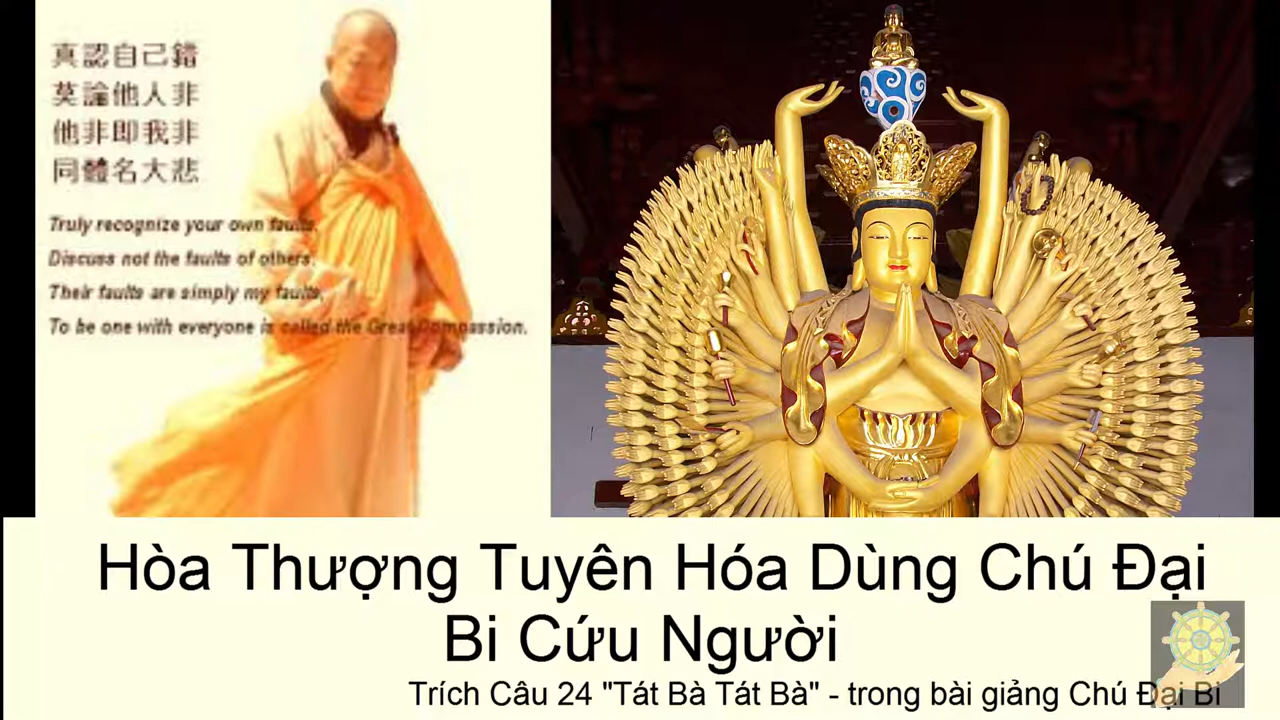 真認自己錯
莫論他人非
他非即我非
同體名大悲
Truly recognize your own faults,
Discuss not the faults of others,
Their faults are simply my faults,
To be one with everyone is called the Great Compassion.
Hòa Thượng Tuyên Hóa Dùng Chú Đại
Bi Cứu Người
Trích Câu 24 "Tát Bà Tát Bà" - trong bài giảng Chú Đại Bi